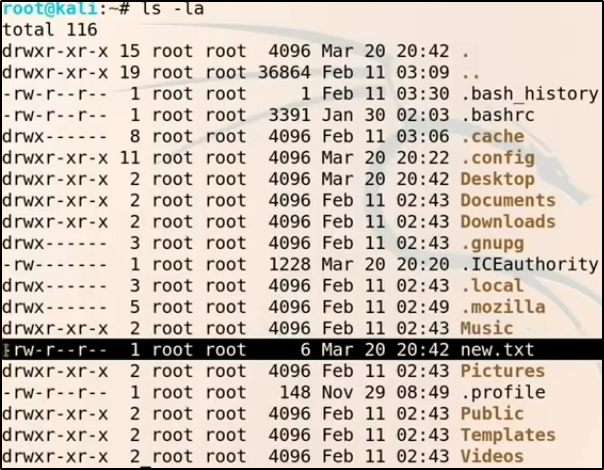 root@kali:~# ls -la
total 116
drwxr-xr-x 15 root root  4096 Mar 20 20:42 .
drwxr-xr-x 19 root root 36864 Feb 11 03:09 ..
-rw-r--r--  1 root root     1 Feb 11 03:30 .bash_history
-rw-r--r--  1 root root  3391 Jan 30 02:03 .bashrc
drwx------  8 root root  4096 Feb 11 03:06 .cache
drwxr-xr-x 11 root root  4096 Mar 20 20:22 .config
drwxr-xr-x  2 root root  4096 Mar 20 20:42 Desktop
drwxr-xr-x  2 root root  4096 Feb 11 02:43 Documents
drwxr-xr-x  2 root root  4096 Feb 11 02:43 Downloads
drwx------  3 root root  4096 Feb 11 02:43 .gnupg
-rw-------  1 root root  1228 Mar 20 20:20 .ICEauthority
drwx------  3 root root  4096 Feb 11 02:43 .local
drwx------  5 root root  4096 Feb 11 02:49 .mozilla
drwxr-xr-x  2 root root  4096 Feb 11 02:43 Music
-rw-r--r--  1 root root     6 Mar 20 20:42 new.txt
drwxr-xr-x  2 root root  4096 Feb 11 02:43 Pictures
-rw-r--r--  1 root root   148 Nov 29 08:49 .profile
drwxr-xr-x  2 root root  4096 Feb 11 02:43 Public
drwxr-xr-x  2 root root  4096 Feb 11 02:43 Templates
drwxr-xr-x  2 root root  4096 Feb 11 02:43 Videos